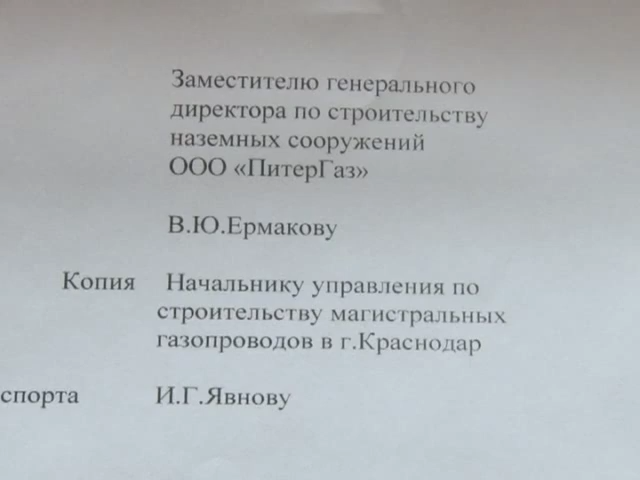 Заместителю генерального
директора по строительству
наземных сооружений
ООО «ПитерГаз»
В.Ю.Ермакову
Копия Начальнику управления по
строительству магистральных
газопроводов в г.Краснодар
спорта И.Г.Явнову